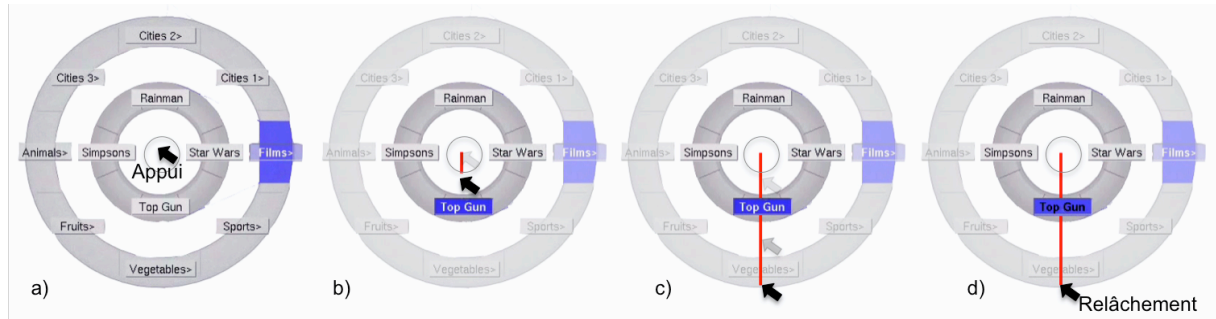 Cities 2>
Cities 3>
Cities 1>
Rainman
Animals>
Simpsons
Star Wars
Films>
Appui
Top Gun
Fruits>
Sports>
Vegetables>
a)
Cities 2>
Cities 3>
Cities 1>
Rainman
Animals>
Simpsons
Star Wars
Films>
Top Gun
Fruits>
Sports>
Vegetables>
b)
Cities 2>
Cities 3>
Cities 1>
Rainman
Animals>
Simpsons
Star Wars
Films>
Top Gun
Fruits>
Sports>
Vegetables>
c)
Cities 2>
Cities 3>
Cities 1>
Rainman
Animals>
Simpsons
Star Wars
Films>
Top Gun
Fruits>
Sports>
Vegetables>
d)
Relâchement